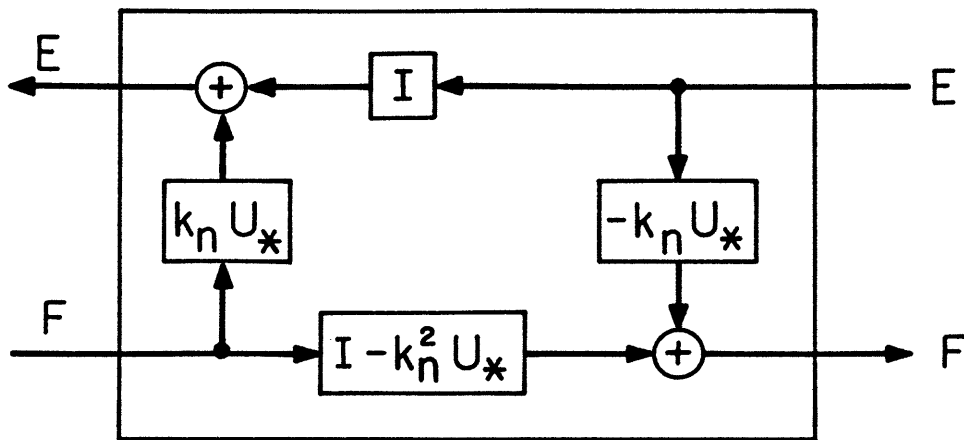 E
+
I
E
kₙ U⁎
-kₙ U⁎
F
I - kₙ² U⁎
+
F